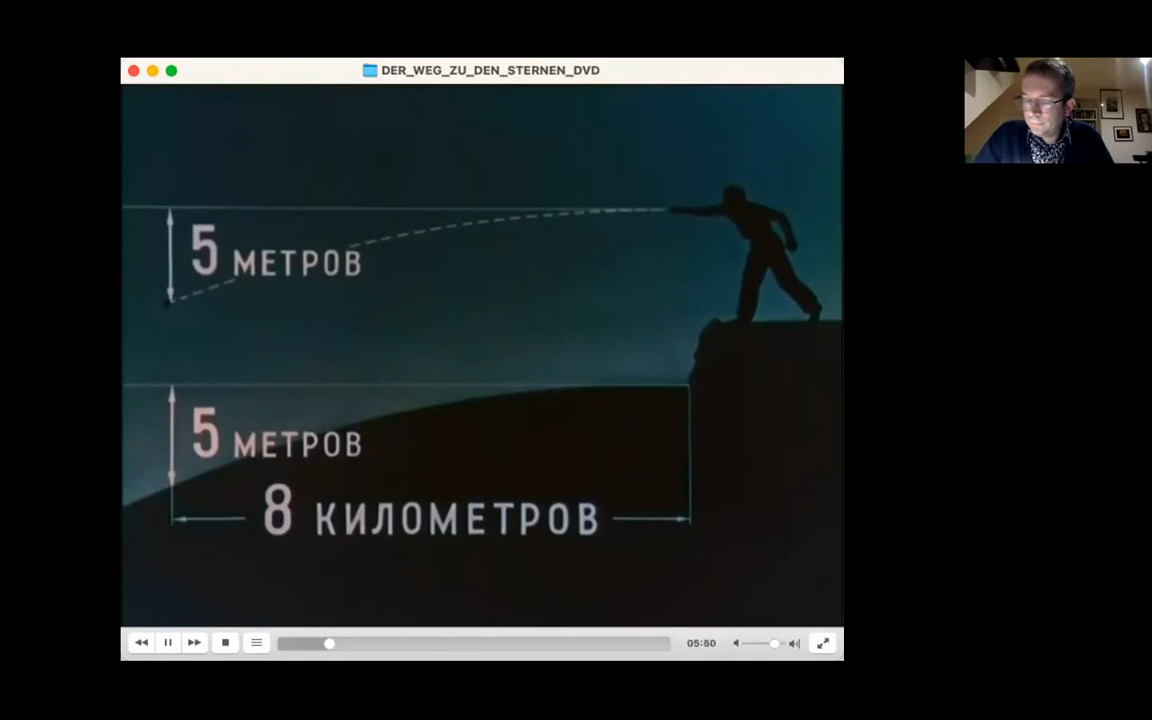 DER_WEG_ZU_DEN_STERNEN_DVD
5 МЕТРОВ
5 МЕТРОВ
8 КИЛОМЕТРОВ
05:50